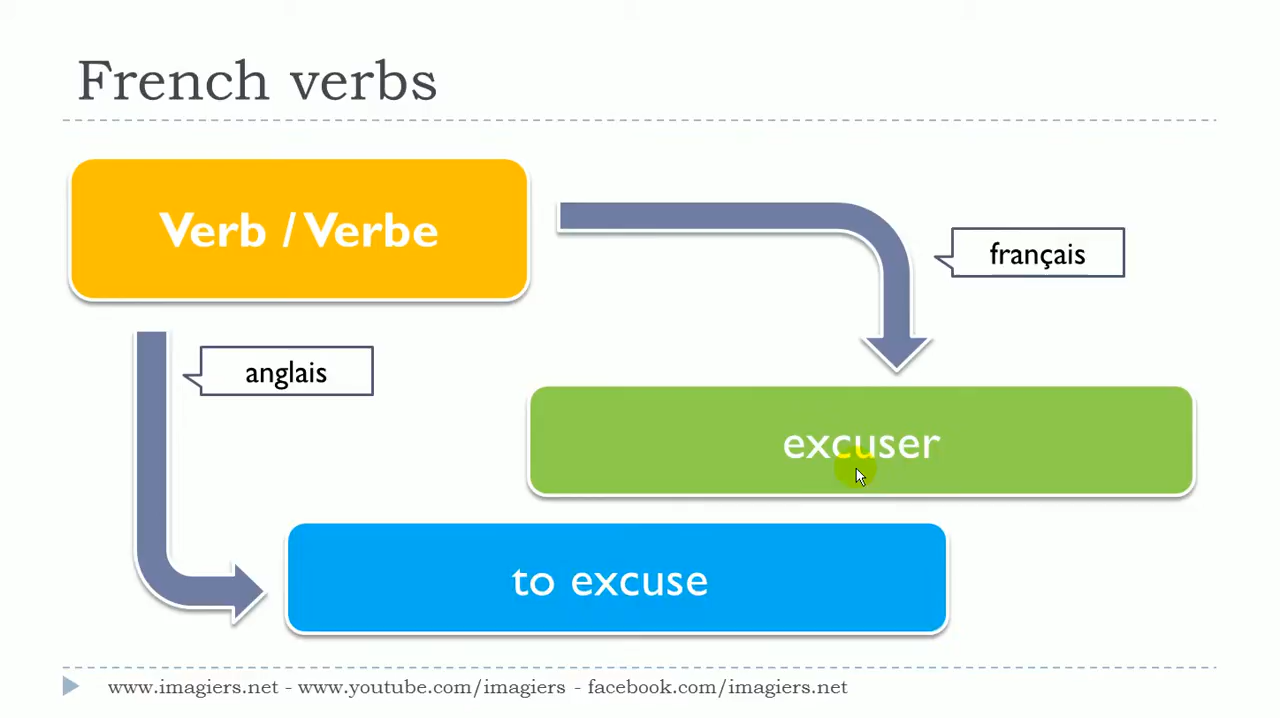 French verbs
Verb / Verbe
français
anglais
excuser
to excuse
www.imagiers.net - www.youtube.com/imagiers - facebook.com/imagiers.net